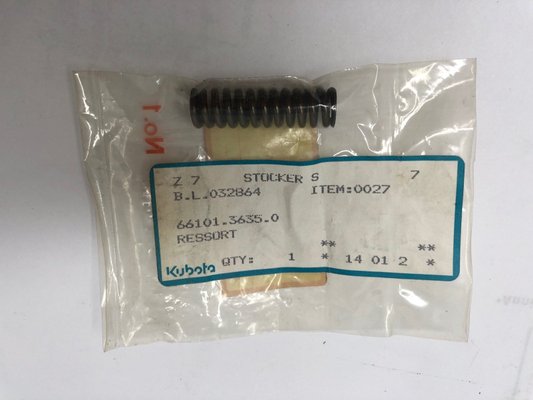 No.1
Z 7 STOCKER S 7
B.L.032864 ITEM:0027
66101.3635.0
RESSORT
** **
Kubota QTY: 1 * 14 01 2 *